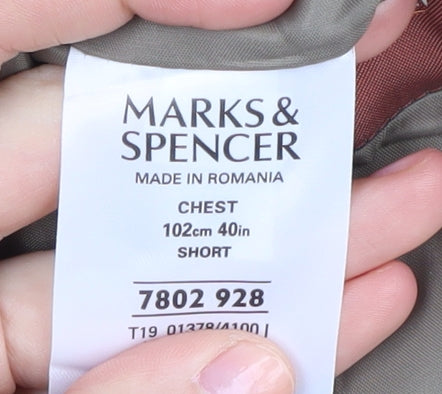 MARKS &
SPENCER
MADE IN ROMANIA
CHEST
102cm 40in
SHORT
7802 928
T19 01378/4100